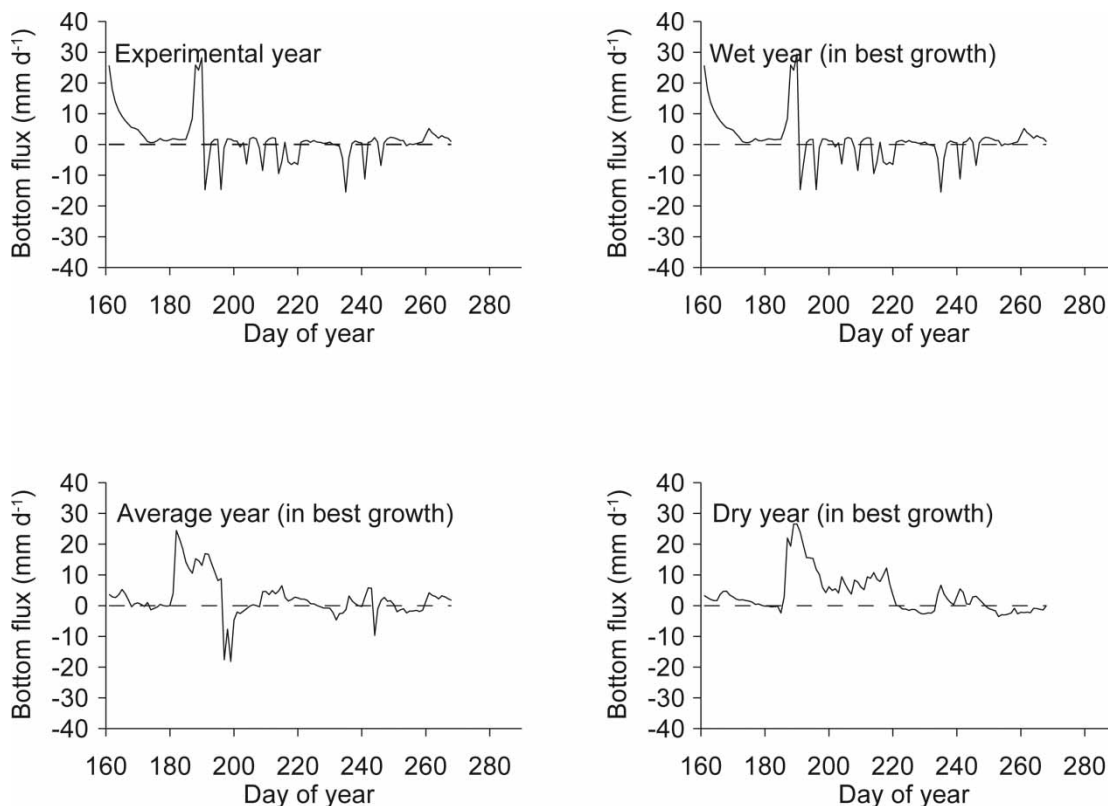 Experimental year
Bottom flux (mm d⁻¹)
40
30
20
10
0
-10
-20
-30
-40
160 180 200 220 240 260 280
Day of year
Wet year (in best growth)
Bottom flux (mm d⁻¹)
40
30
20
10
0
-10
-20
-30
-40
160 180 200 220 240 260 280
Day of year
Average year (in best growth)
Bottom flux (mm d⁻¹)
40
30
20
10
0
-10
-20
-30
-40
160 180 200 220 240 260 280
Day of year
Dry year (in best growth)
Bottom flux (mm d⁻¹)
40
30
20
10
0
-10
-20
-30
-40
160 180 200 220 240 260 280
Day of year